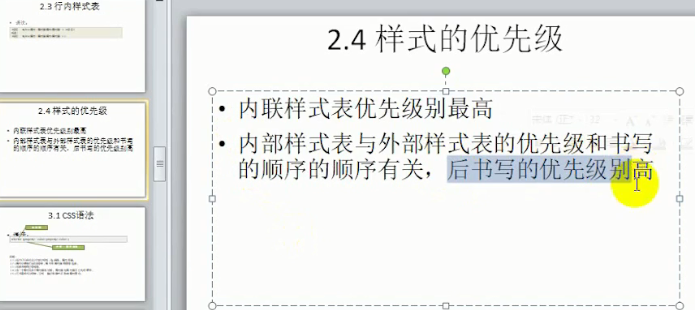 2.3 行内样式表
2.4 样式的优先级
• 内联样式表优先级别最高
• 内部样式表与外部样式表的优先级和书写
的顺序的顺序有关，后书写的优先级别高
3.1 CSS语法
2.4 样式的优先级
• 内联样式表优先级别最高
• 内部样式表与外部样式表的优先级和书写
的顺序的顺序有关，后书写的优先级别高